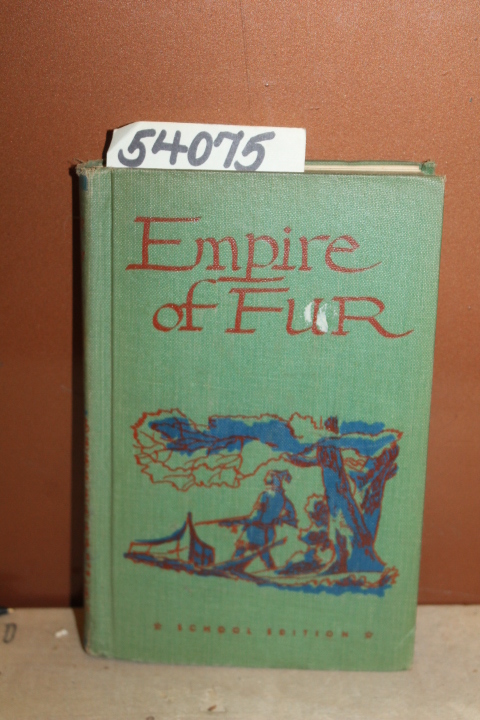 54075
Empire
of FUR
SCHOOL EDITION